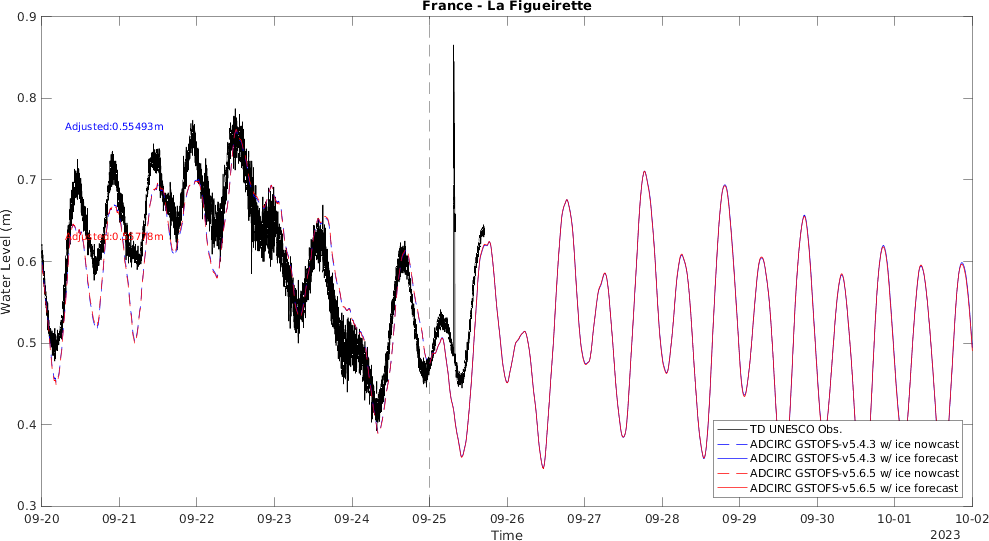 France - La Figueirette
0.9
0.8
0.7
0.6
0.5
0.4
0.3
Water Level (m)
Adjusted:0.55493m
TD UNESCO Obs.
ADCIRC GSTOFS-v5.4.3 w/ ice nowcast
ADCIRC GSTOFS-v5.4.3 w/ ice forecast
ADCIRC GSTOFS-v5.6.5 w/ ice nowcast
ADCIRC GSTOFS-v5.6.5 w/ ice forecast
09-20 09-21 09-22 09-23 09-24 09-25 09-26 09-27 09-28 09-29 09-30 10-01 10-02
Time
2023